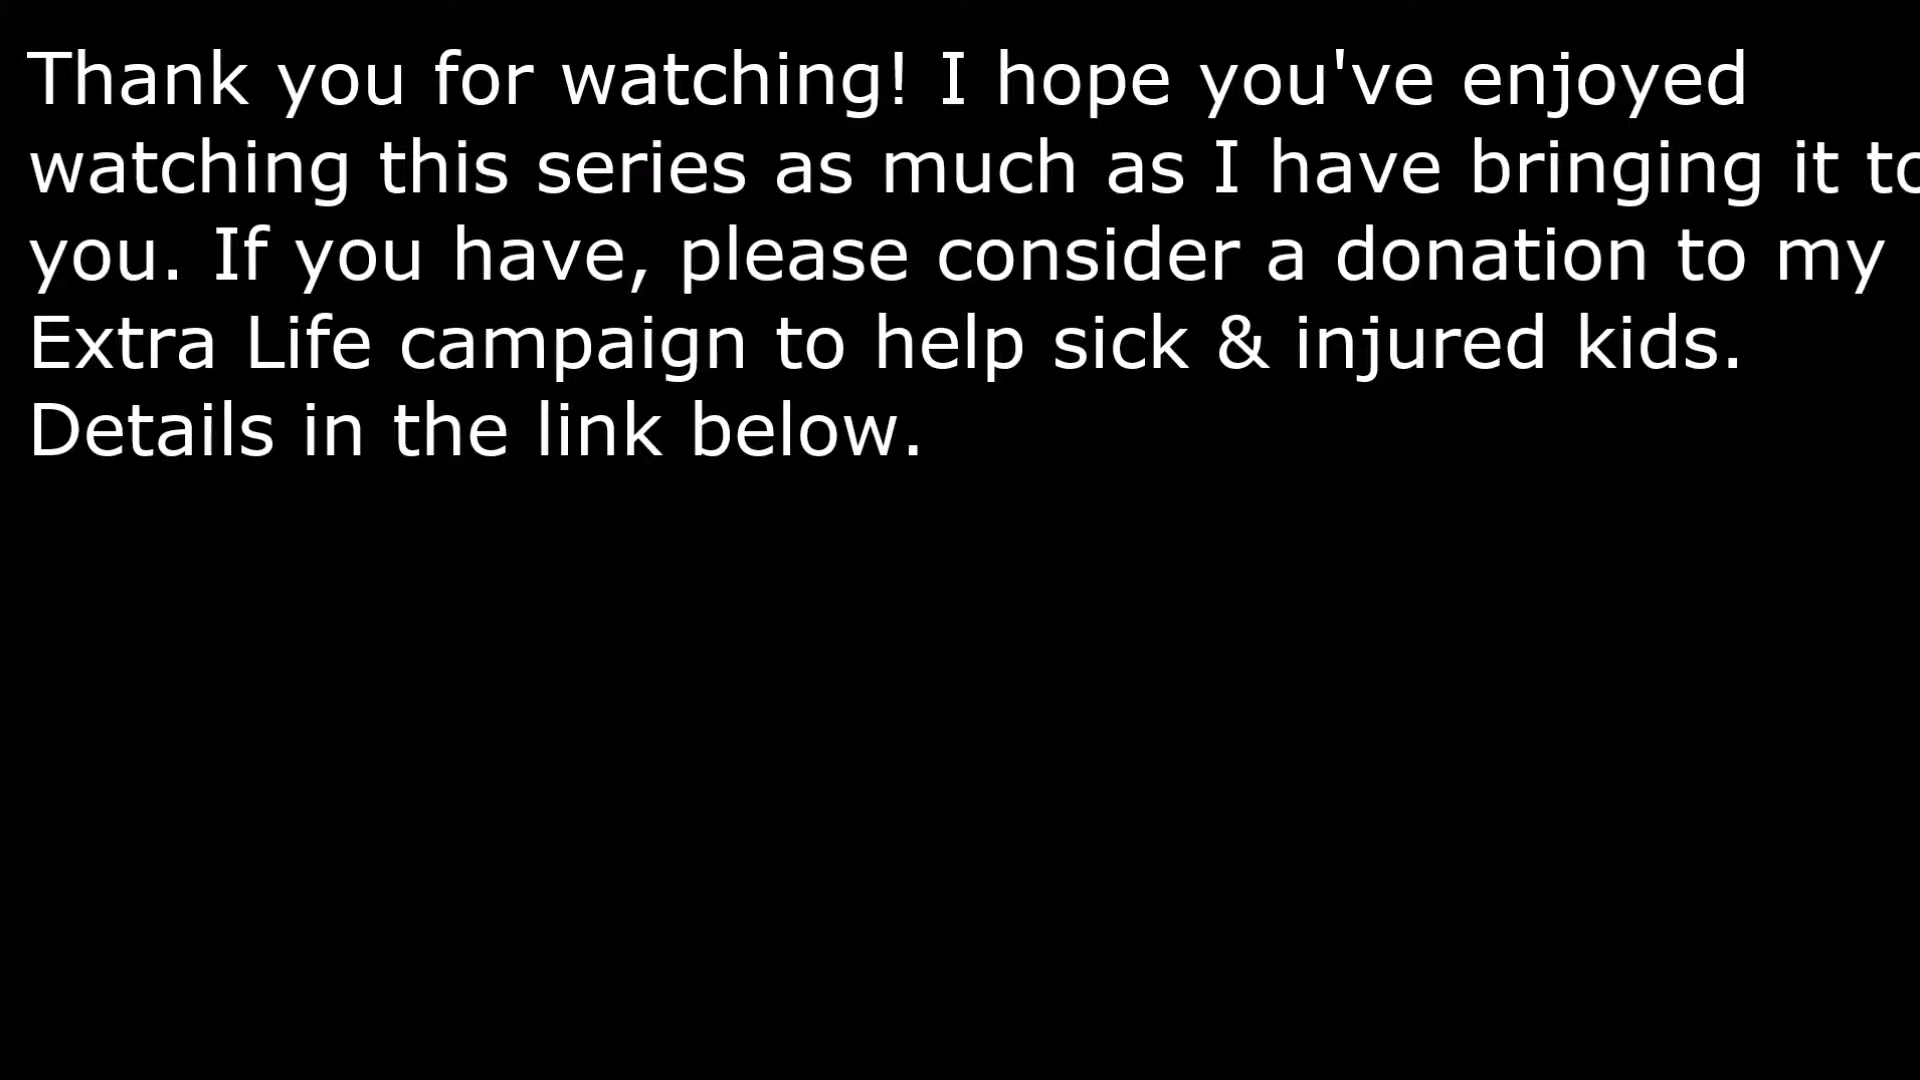 Thank you for watching! I hope you've enjoyed
watching this series as much as I have bringing it to
you. If you have, please consider a donation to my
Extra Life campaign to help sick & injured kids.
Details in the link below.